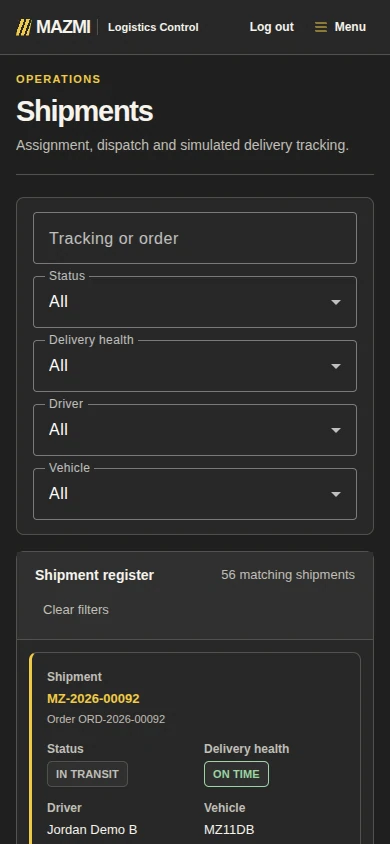 MAZMI Logistics Control Log out Menu
OPERATIONS
Shipments
Assignment, dispatch and simulated delivery tracking.
Tracking or order
Status
All
Delivery health
All
Driver
All
Vehicle
All
Shipment register 56 matching shipments
Clear filters
Shipment
MZ-2026-00092
Order ORD-2026-00092
Status Delivery health
IN TRANSIT ON TIME
Driver Vehicle
Jordan Demo B MZ11DB